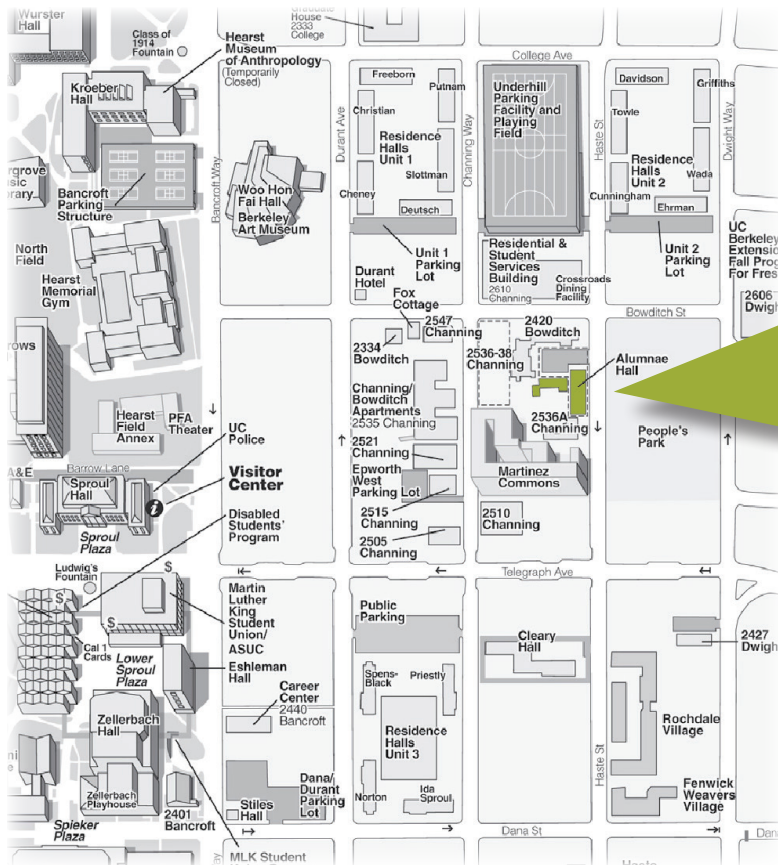 Wurster
Hall
House
2333
College
Class of
1914
Fountain
Hearst
Museum
of Anthropology
(Temporarily
Closed)
Kroeber
Hall
College Ave
Freeborn
Putnam
Christian
Residence
Halls
Unit 1
Slottman
Cheney
Deutsch
Underhill
Parking
Facility and
Playing
Field
Davidson
Griffiths
Towle
Residence
Halls
Unit 2
Wada
Cunningham
Ehrman
Bancroft Way
Durant Ave
Channing Way
Haste St
Dwight Way
Bancroft
Parking
Structure
Woo Hon
Fai Hall
Berkeley
Art Museum
North
Field
Hearst
Memorial
Gym
Unit 1
Parking
Lot
Durant
Hotel
Residential &
Student
Services
Building
2610
Channing
Crossroads
Dining
Facility
Unit 2
Parking
Lot
UC
Berkeley
Bowditch St
2606
Fox
Cottage
2547
Channing
2334
Bowditch
2420
Bowditch
2536-38
Channing
Alumnae
Hall
Channing/
Bowditch
Apartments
2535 Channing
2536A
Channing
People's
Park
Hearst
Field
Annex
PFA
Theater
UC
Police
2521
Channing
Epworth
West Parking Lot
Martinez
Commons
A&E
Barrow Lane
Sproul
Hall
Visitor
Center
i
Sproul
Plaza
Disabled
Students'
Program
2515
Channing
2505
Channing
2510
Channing
Telegraph Ave
Ludwig's
Fountain
$
$
$
Martin
Luther
King
Student
Union/
ASUC
Cal 1
Cards
Lower
Sproul
Plaza
Eshleman
Hall
Public
Parking
Cleary
Hall
2427
Spens-
Black
Priestly
Career
Center
2440
Bancroft
Residence
Halls
Unit 3
Zellerbach
Hall
Zellerbach
Playhouse
Haste St
Rochdale
Village
Stiles
Hall
Dana/
Durant
Parking
Lot
Norton
Ida
Sproul
Fenwick
Weavers
Village
2401
Bancroft
Spieker
Plaza
Dana St
MLK Student